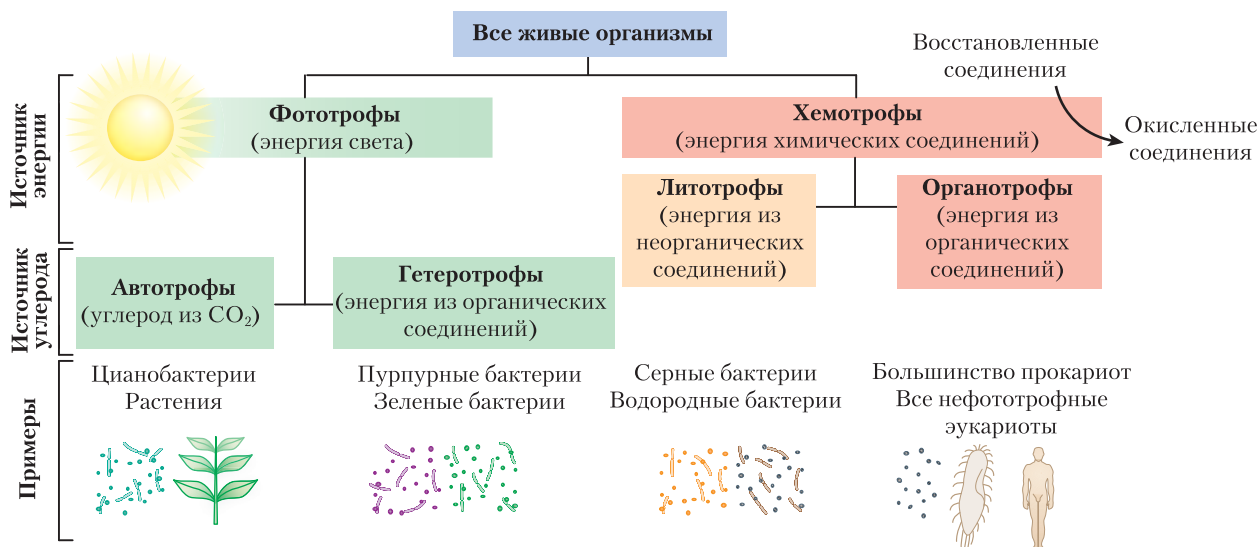 Все живые организмы
Восстановленные
соединения
Окисленные
соединения
Источник
энергии
Фототрофы
(энергия света)
Хемотрофы
(энергия химических соединений)
Литотрофы
(энергия из
неорганических
соединений)
Органотрофы
(энергия из
органических
соединений)
Источник
углерода
Автотрофы
(углерод из CO₂)
Гетеротрофы
(энергия из органических
соединений)
Примеры
Цианобактерии
Растения
Пурпурные бактерии
Зеленые бактерии
Серные бактерии
Водородные бактерии
Большинство прокариот
Все нефототрофные
эукариоты